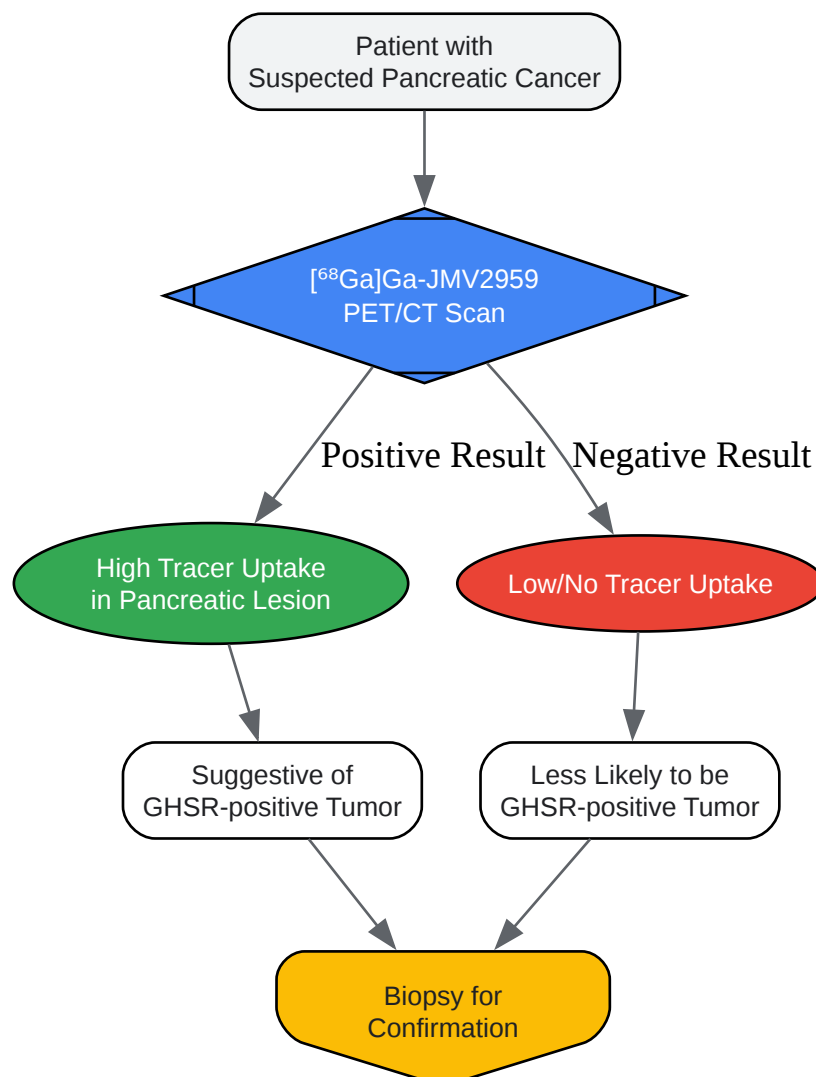 Patient with
Suspected Pancreatic Cancer
[⁶⁸Ga]Ga-JMV2959
PET/CT Scan
Positive Result
Negative Result
High Tracer Uptake
in Pancreatic Lesion
Low/No Tracer Uptake
Suggestive of
GHSR-positive Tumor
Less Likely to be
GHSR-positive Tumor
Biopsy for
Confirmation